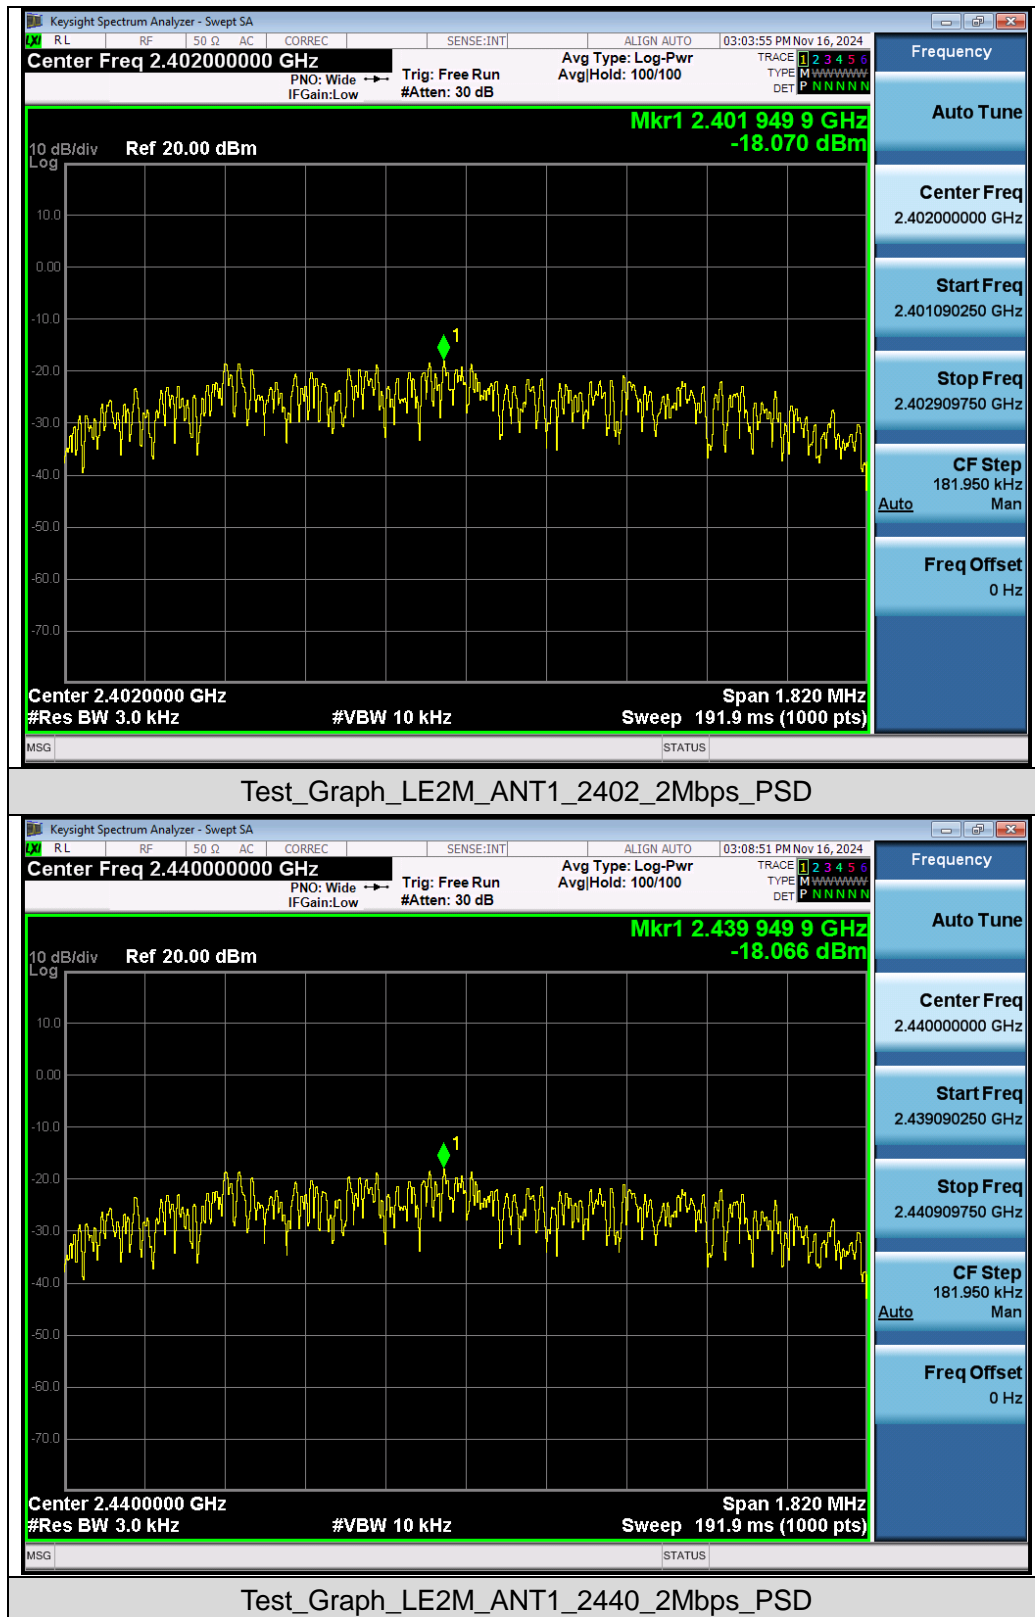 Keysight Spectrum Analyzer - Swept SA
LXI RL RF 50 Ω AC CORREC SENSE:INT ALIGN AUTO 03:03:55 PM Nov 16, 2024
Center Freq 2.402000000 GHz
PNO: Wide
IFGain:Low
Trig: Free Run
#Atten: 30 dB
Avg Type: Log-Pwr
Avg|Hold: 100/100
TRACE 1 2 3 4 5 6
TYPE M WWWWW
DET P N N N N N
Mkr1 2.401 949 9 GHz
-18.070 dBm
10 dB/div Ref 20.00 dBm
Log
10.0
0.00
-10.0
-20.0
-30.0
-40.0
-50.0
-60.0
-70.0
1
Center 2.4020000 GHz Span 1.820 MHz
#Res BW 3.0 kHz #VBW 10 kHz Sweep 191.9 ms (1000 pts)
MSG STATUS
Frequency
Auto Tune
Center Freq
2.402000000 GHz
Start Freq
2.401090250 GHz
Stop Freq
2.402909750 GHz
CF Step
181.950 kHz
Auto Man
Freq Offset
0 Hz
Test_Graph_LE2M_ANT1_2402_2Mbps_PSD
Keysight Spectrum Analyzer - Swept SA
LXI RL RF 50 Ω AC CORREC SENSE:INT ALIGN AUTO 03:08:51 PM Nov 16, 2024
Center Freq 2.440000000 GHz
PNO: Wide
IFGain:Low
Trig: Free Run
#Atten: 30 dB
Avg Type: Log-Pwr
Avg|Hold: 100/100
TRACE 1 2 3 4 5 6
TYPE M WWWWW
DET P N N N N N
Mkr1 2.439 949 9 GHz
-18.066 dBm
10 dB/div Ref 20.00 dBm
Log
10.0
0.00
-10.0
-20.0
-30.0
-40.0
-50.0
-60.0
-70.0
1
Center 2.4400000 GHz Span 1.820 MHz
#Res BW 3.0 kHz #VBW 10 kHz Sweep 191.9 ms (1000 pts)
MSG STATUS
Frequency
Auto Tune
Center Freq
2.440000000 GHz
Start Freq
2.439090250 GHz
Stop Freq
2.440909750 GHz
CF Step
181.950 kHz
Auto Man
Freq Offset
0 Hz
Test_Graph_LE2M_ANT1_2440_2Mbps_PSD